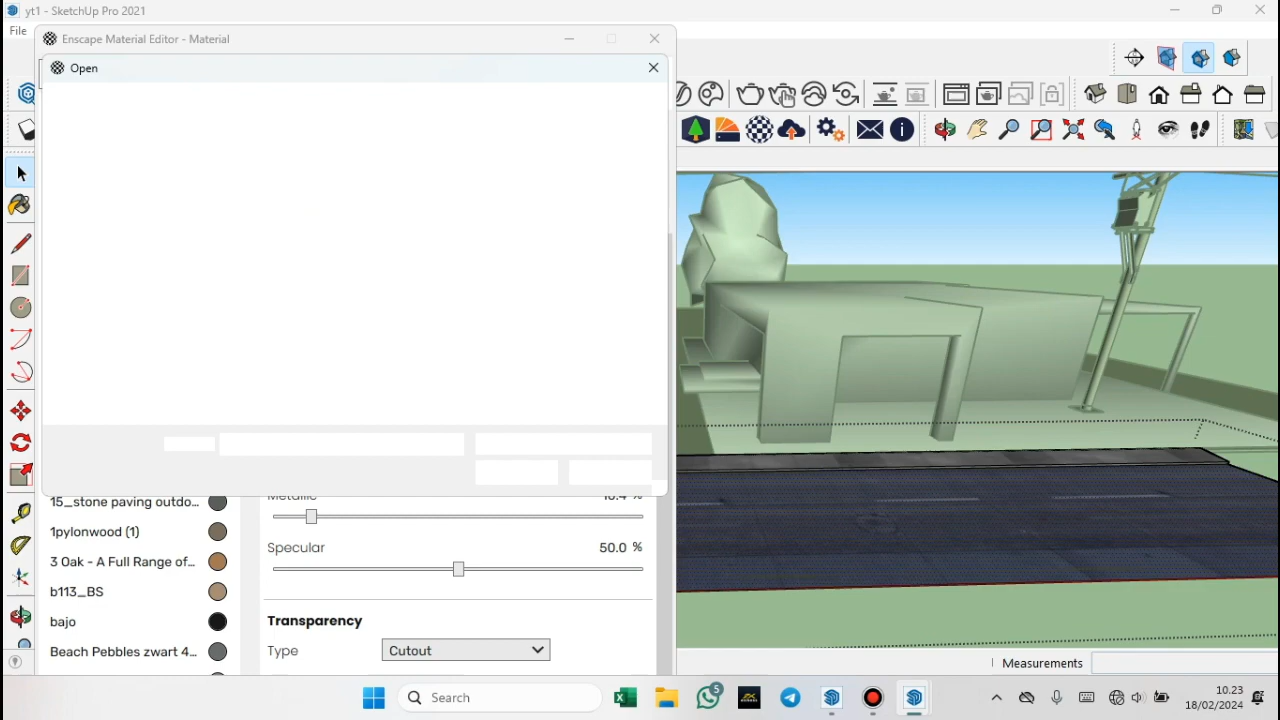 yt1 - SketchUp Pro 2021
File
Enscape Material Editor - Material
Open
15_stone paving outdo...
1pylonwood (1)
3 Oak - A Full Range of...
b113_BS
bajo
Beach Pebbles zwart 4...
Specular
50.0 %
Transparency
Type
Cutout
Measurements
Search
5
10.23
18/02/2024